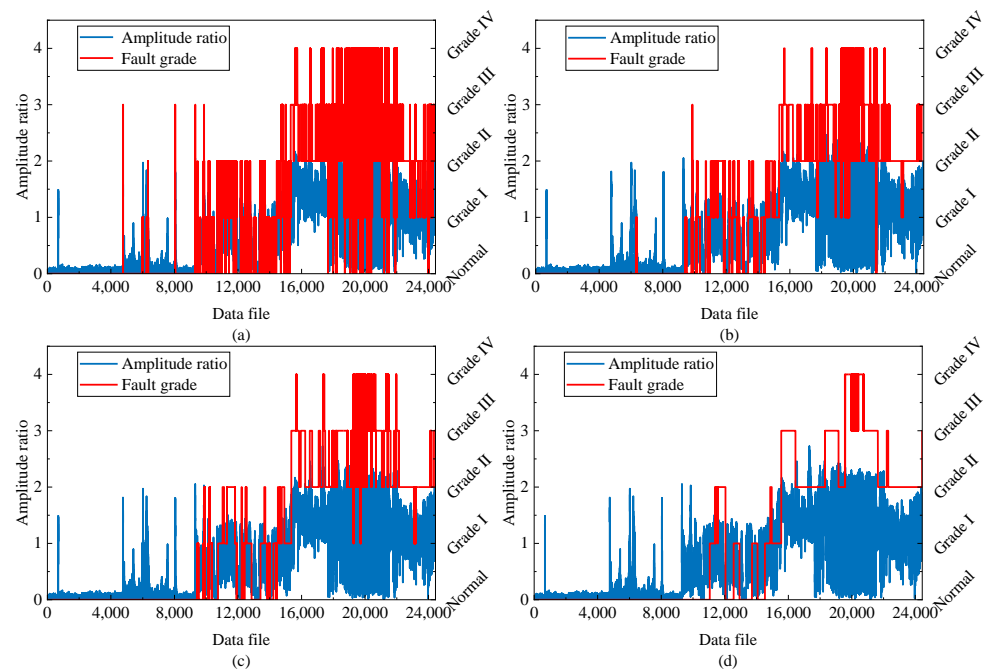 Amplitude ratio
Fault grade
Amplitude ratio
4
3
2
1
0
Grade IV
Grade III
Grade II
Grade I
Normal
0 4,000 8,000 12,000 16,000 20,000 24,000
Data file
(a)
Amplitude ratio
Fault grade
Amplitude ratio
4
3
2
1
0
Grade IV
Grade III
Grade II
Grade I
Normal
0 4,000 8,000 12,000 16,000 20,000 24,000
Data file
(b)
Amplitude ratio
Fault grade
Amplitude ratio
4
3
2
1
0
Grade IV
Grade III
Grade II
Grade I
Normal
0 4,000 8,000 12,000 16,000 20,000 24,000
Data file
(c)
Amplitude ratio
Fault grade
Amplitude ratio
4
3
2
1
0
Grade IV
Grade III
Grade II
Grade I
Normal
0 4,000 8,000 12,000 16,000 20,000 24,000
Data file
(d)